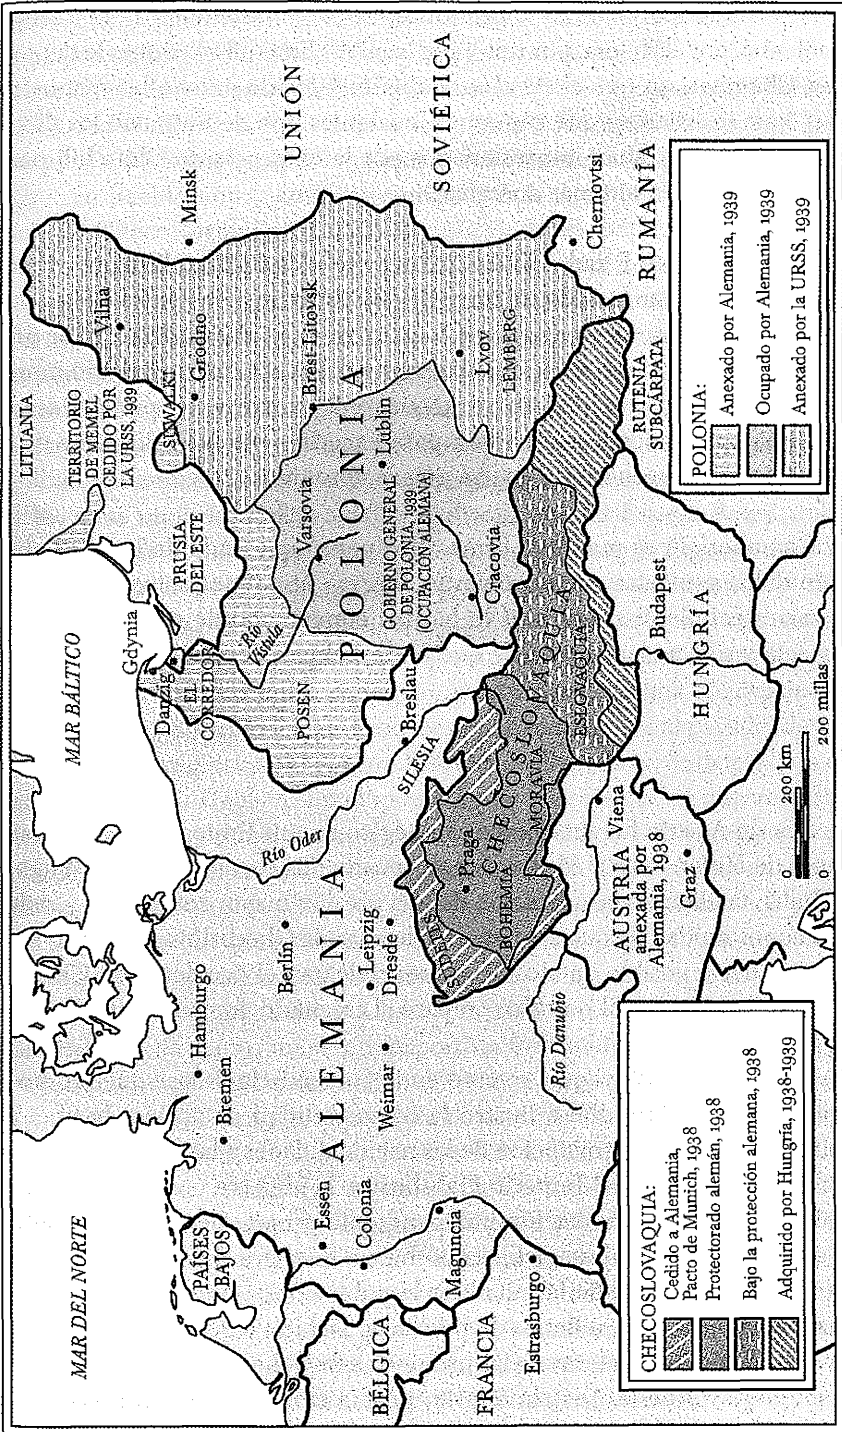 MAR DEL NORTE
MAR BÁLTICO
LITUANIA
TERRITORIO
DE MEMEL
CEDIDO POR
LA URSS, 1939
PAÍSES
BAJOS
Bremen
Hamburgo
Danzig
Gdynia
EL
CORREDOR
PRUSIA
DEL ESTE
SUWALKI
Vilna
Grodno
Minsk
UNIÓN
SOVIÉTICA
Essen
Colonia
ALEMANIA
Berlín
Río Oder
POSEN
Río
Vístula
Varsovia
POLONIA
Brest-Litovsk
Lublin
GOBIERNO GENERAL
DE POLONIA, 1939
(OCUPACIÓN ALEMANA)
BÉLGICA
Maguncia
Weimar
Leipzig
Dresde
SILESIA
Breslau
Cracovia
Lvov
LEMBERG
FRANCIA
Estrasburgo
Río Danubio
SUDETES
Praga
BOHEMIA
CHECOSLOVAQUIA
MORAVIA
ESLOVAQUIA
RUTENIA
SUBCÁRPATA
Chernovtsi
RUMANÍA
AUSTRIA
anexada por
Alemania, 1938
Viena
Graz
Budapest
HUNGRÍA
CHECOSLOVAQUIA:
Cedido a Alemania,
Pacto de Munich, 1938
Protectorado alemán, 1938
Bajo la protección alemana, 1938
Adquirido por Hungría, 1938-1939
0 200 km
0 200 millas
POLONIA:
Anexado por Alemania, 1939
Ocupado por Alemania, 1939
Anexado por la URSS, 1939